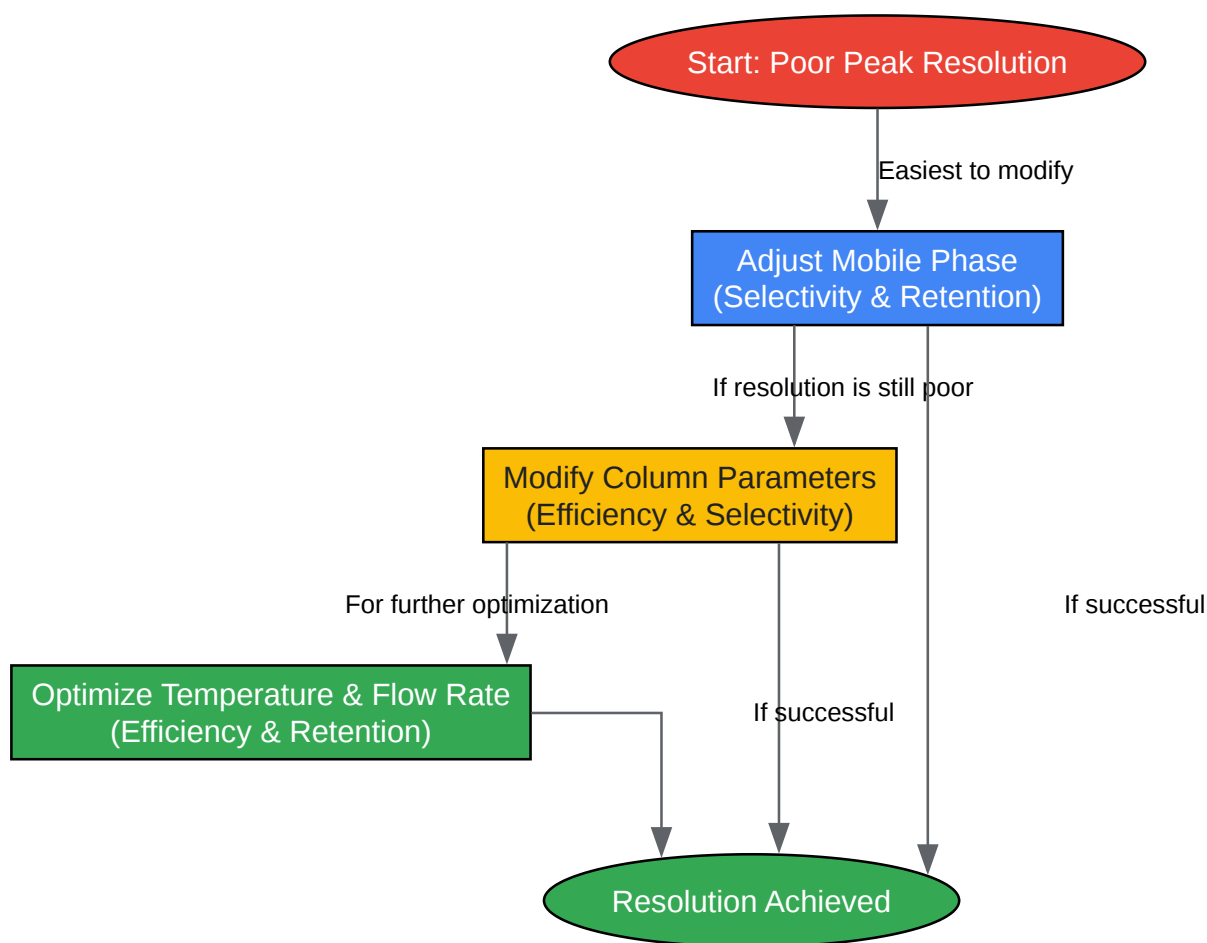 Start: Poor Peak Resolution
Easiest to modify
Adjust Mobile Phase
(Selectivity & Retention)
If resolution is still poor
Modify Column Parameters
(Efficiency & Selectivity)
For further optimization
If successful
Optimize Temperature & Flow Rate
(Efficiency & Retention)
If successful
Resolution Achieved